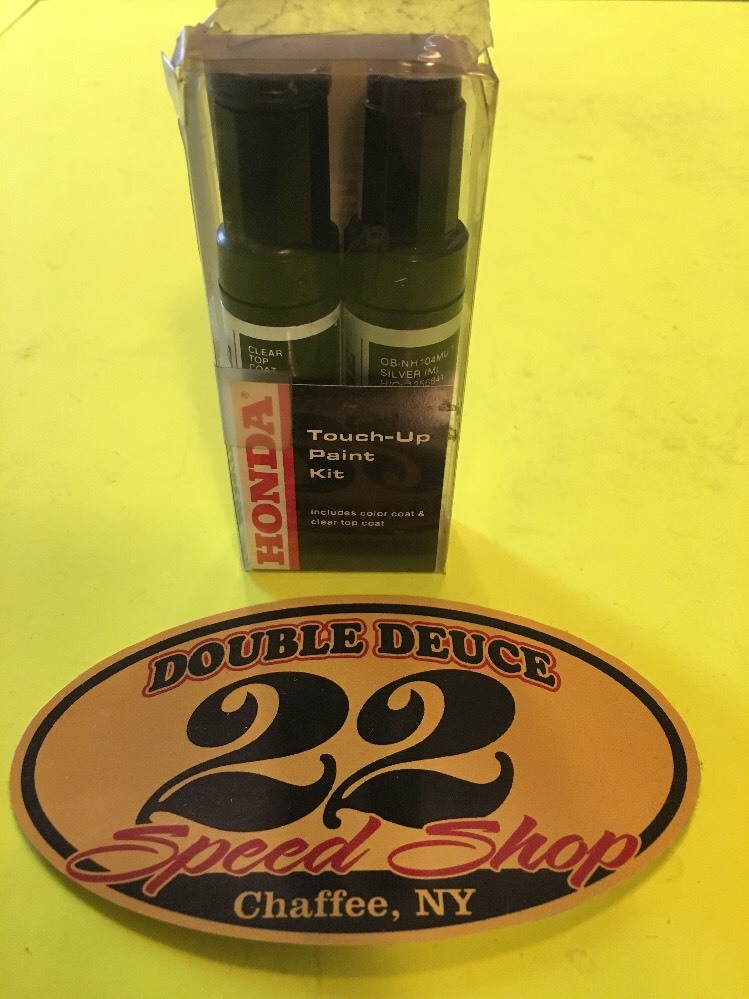 CLEAR
TOP
COAT
SILVER (M)
HONDA
Touch-Up
Paint
Kit
includes color coat &
clear top coat
DOUBLE DEUCE
22
Speed Shop
Chaffee, NY